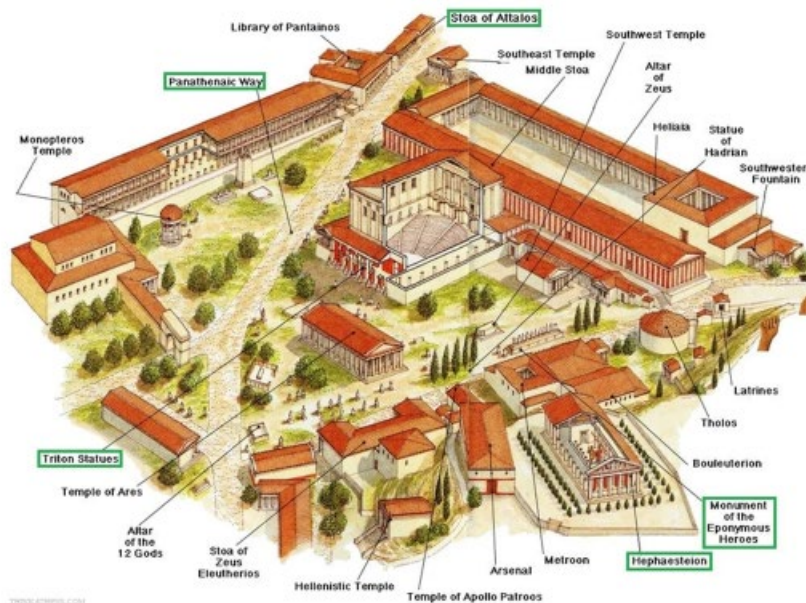 Stoa of Attalos
Library of Pantainos
Southwest Temple
Southeast Temple
Middle Stoa
Altar
of
Zeus
Panathenaic Way
Heliaia
Statue
of
Hadrian
Monopteros
Temple
Southwester
Fountain
Latrines
Tholos
Triton Statues
Bouleuterion
Temple of Ares
Monument
of the
Eponymous
Heroes
Altar
of the
12 Gods
Stoa
of
Zeus
Eleutherios
Metroon
Hephaesteion
Arsenal
Hellenistic Temple
Temple of Apollo Patroos